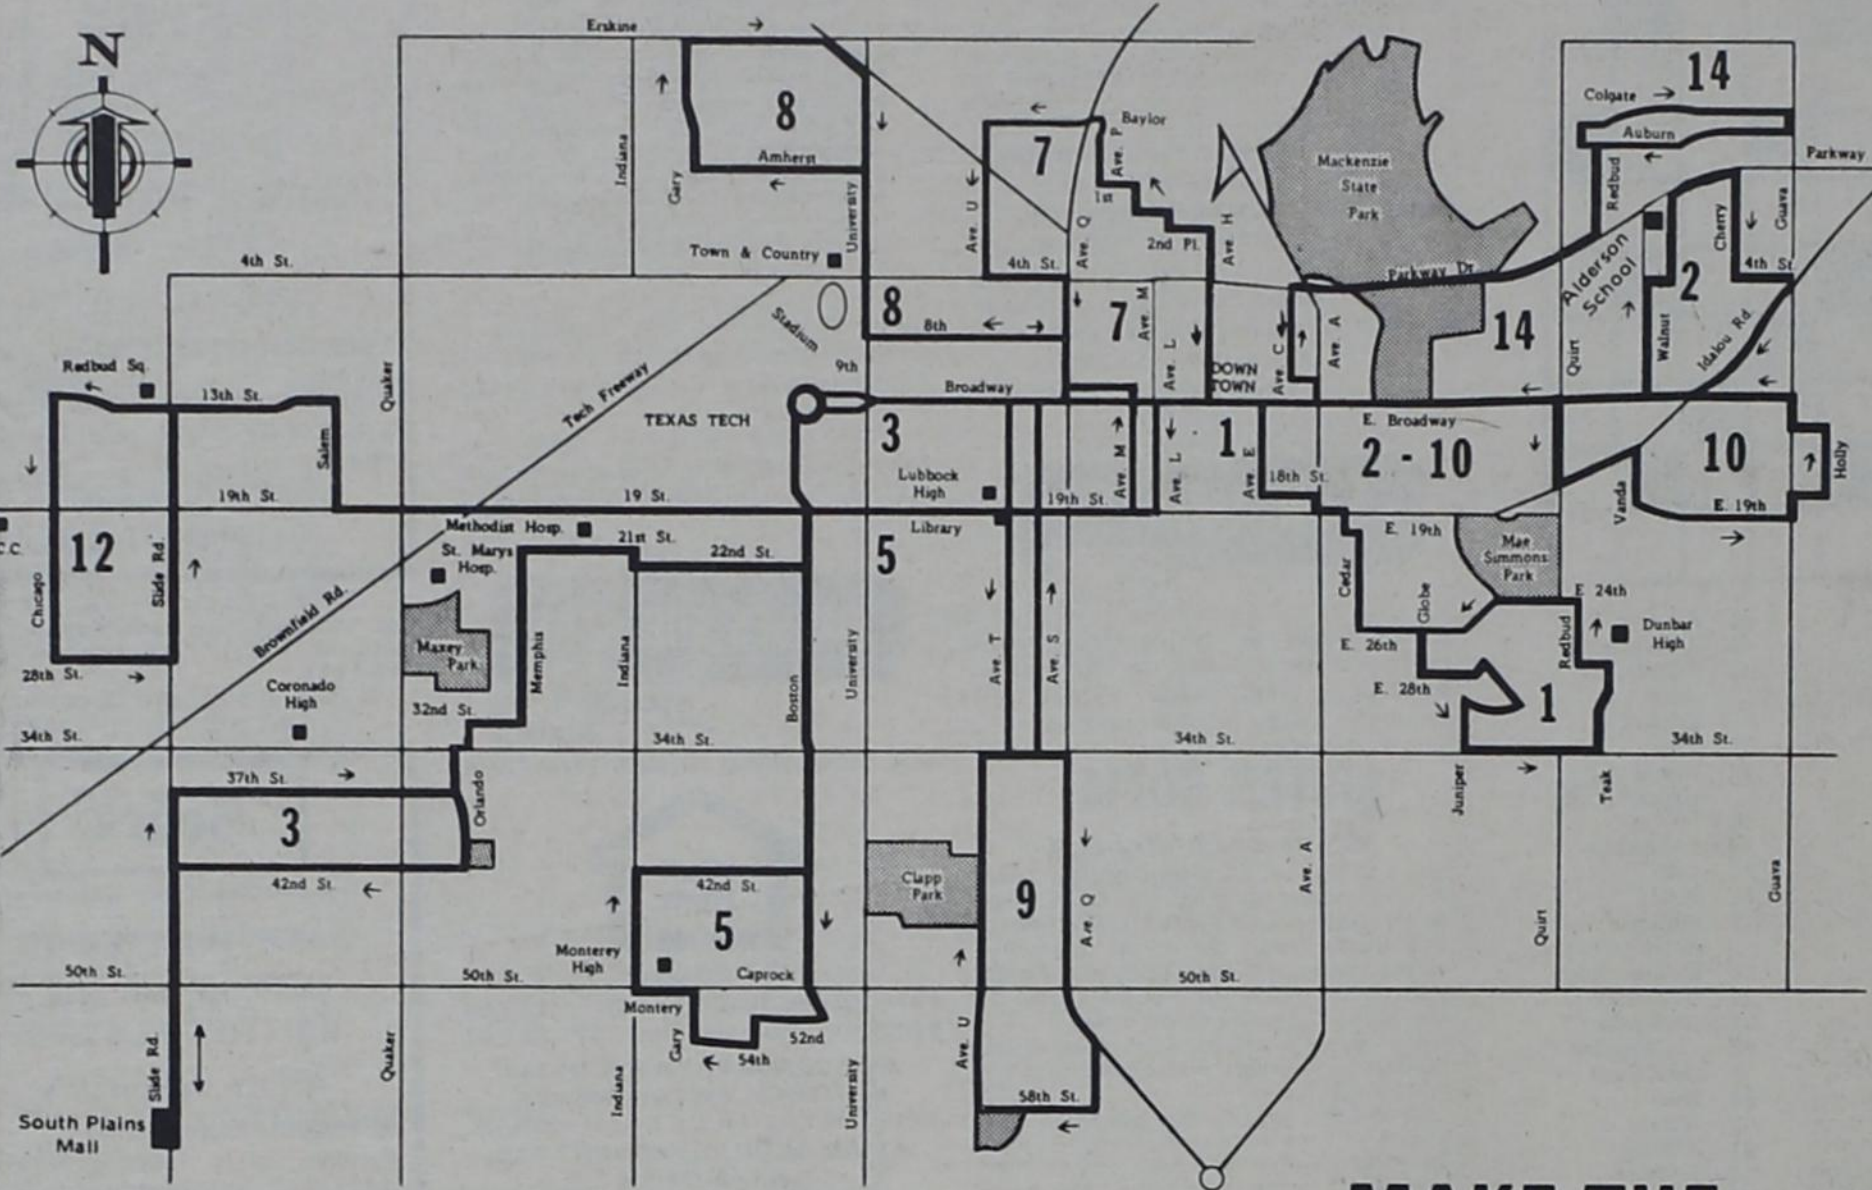 N
Erskine
8
Indiana
Gary
Amherst
University
Town & Country
4th St.
Stadium
Tech Freeway
7
Baylor
Ave. P
1st
2nd Pl.
Ave. U
Ave. Q
4th St.
Ave. H
Mackenzie
State
Park
Parkway Dr.
14
Colgate
Auburn
Redbud
Parkway
Alderson
School
Cherry
Guava
4th St.
2
Walnut
Idalou Rd.
Quirt
14
8
8th
7
Ave. M
Ave. L
DOWN
TOWN
Ave. C
Ave. A
Redbud Sq.
13th St.
Salem
Quaker
TEXAS TECH
9th
Broadway
3
Lubbock
High
Ave. M
Ave. L
1
Ave. E
18th St.
E. Broadway
2 - 10
10
Holly
Vanda
E. 19th
19th St.
19 St.
19th St.
Library
Methodist Hosp.
St. Marys
Hosp.
21st St.
22nd St.
5
C.C.
12
Chicago
Slide Rd.
28th St.
Brownfield Rd.
Maxey
Park
Memphis
Indiana
Boston
University
Ave. T
Ave. S
E. 19th
Mae
Simmons
Park
E 24th
Cedar
Globe
E. 26th
Redbud
Dunbar
High
E. 28th
1
Coronado
High
32nd St.
34th St.
34th St.
34th St.
34th St.
37th St.
Orlando
3
42nd St.
42nd St.
5
Monterey
High
Caprock
Clapp
Park
9
Ave. Q
Ave. A
Juniper
Teak
Quirt
Guava
50th St.
50th St.
50th St.
Montery
Gary
54th
52nd
Ave. U
58th St.
Slide Rd.
Quaker
Indiana
University
South Plains
Mall
MAKE THE